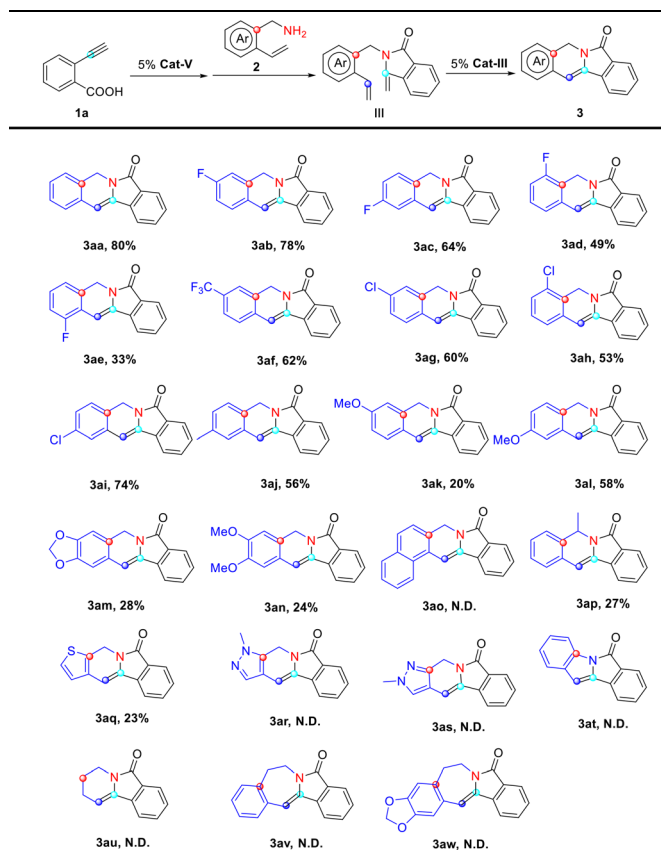 NH₂
Ar
5% Cat-V
2
COOH
1a
Ar
N
O
III
5% Cat-III
Ar
N
O
3
N
O
3aa, 80%
F
N
O
3ab, 78%
F
N
O
3ac, 64%
F
N
O
3ad, 49%
F
N
O
3ae, 33%
F₃C
N
O
3af, 62%
Cl
N
O
3ag, 60%
Cl
N
O
3ah, 53%
Cl
N
O
3ai, 74%
N
O
3aj, 56%
MeO
N
O
3ak, 20%
MeO
N
O
3al, 58%
O
O
N
O
3am, 28%
MeO
MeO
N
O
3an, 24%
N
O
3ao, N.D.
N
O
3ap, 27%
S
N
O
3aq, 23%
N
N
N
O
3ar, N.D.
N
N
N
O
3as, N.D.
N
O
3at, N.D.
N
O
3au, N.D.
N
O
3av, N.D.
O
O
N
O
3aw, N.D.